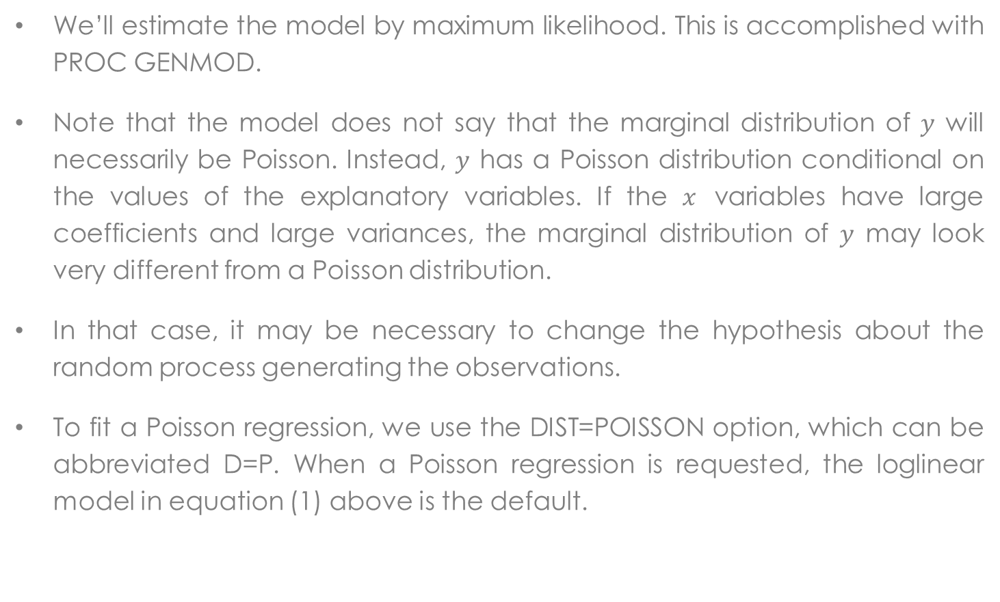 • We’ll estimate the model by maximum likelihood. This is accomplished with
PROC GENMOD.
• Note that the model does not say that the marginal distribution of y will
necessarily be Poisson. Instead, y has a Poisson distribution conditional on
the values of the explanatory variables. If the x variables have large
coefficients and large variances, the marginal distribution of y may look
very different from a Poisson distribution.
• In that case, it may be necessary to change the hypothesis about the
random process generating the observations.
• To fit a Poisson regression, we use the DIST=POISSON option, which can be
abbreviated D=P. When a Poisson regression is requested, the loglinear
model in equation (1) above is the default.